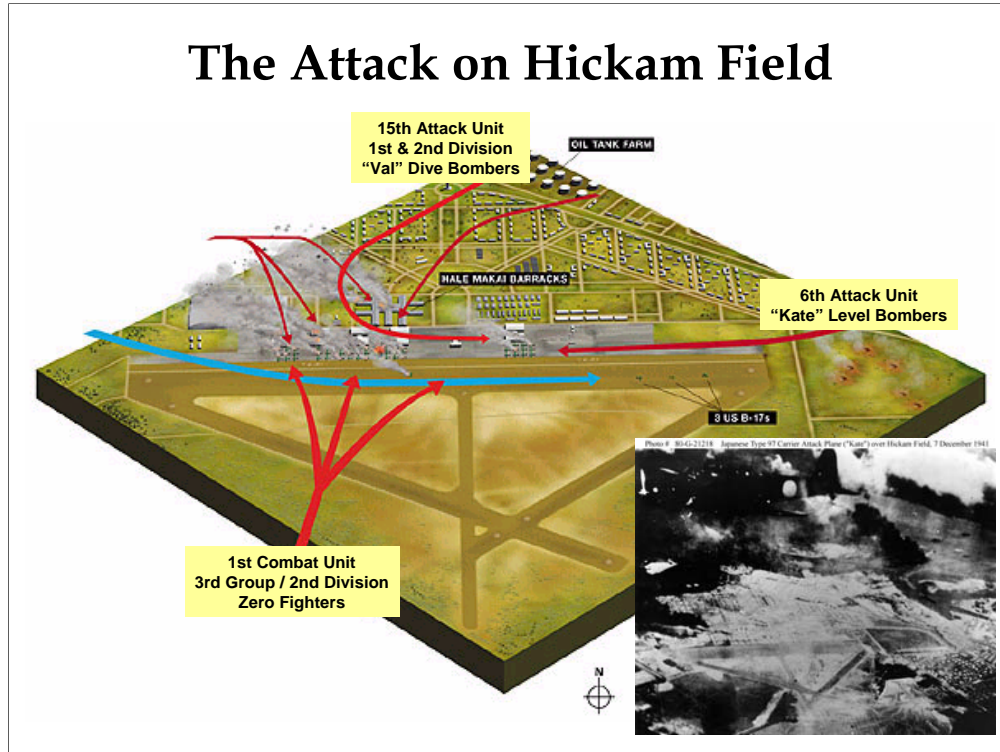 The Attack on Hickam Field
15th Attack Unit
1st & 2nd Division
“Val” Dive Bombers
OIL TANK FARM
HALE MAKAI BARRACKS
6th Attack Unit
“Kate” Level Bombers
3 US B-17s
Photo # 80-G-21218 Japanese Type 97 Carrier Attack Plane ("Kate") over Hickam Field, 7 December 1941
1st Combat Unit
3rd Group / 2nd Division
Zero Fighters
N